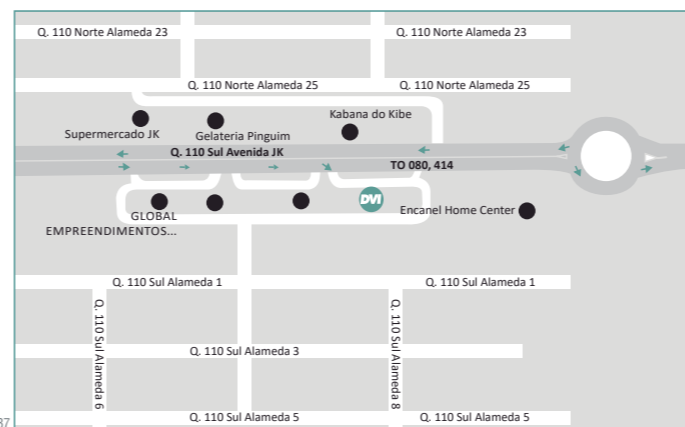 Q. 110 Norte Alameda 23
Q. 110 Norte Alameda 23
Q. 110 Norte Alameda 25
Q. 110 Norte Alameda 25
Kabana do Kibe
Supermercado JK
Gelateria Pinguim
Q. 110 Sul Avenida JK
TO 080, 414
DVI
GLOBAL
EMPREENDIMENTOS...
Encanel Home Center
Q. 110 Sul Alameda 1
Q. 110 Sul Alameda 1
Q. 110 Sul Alameda 6
Q. 110 Sul Alameda 8
Q. 110 Sul Alameda 3
Q. 110 Sul Alameda 5
Q. 110 Sul Alameda 5
37